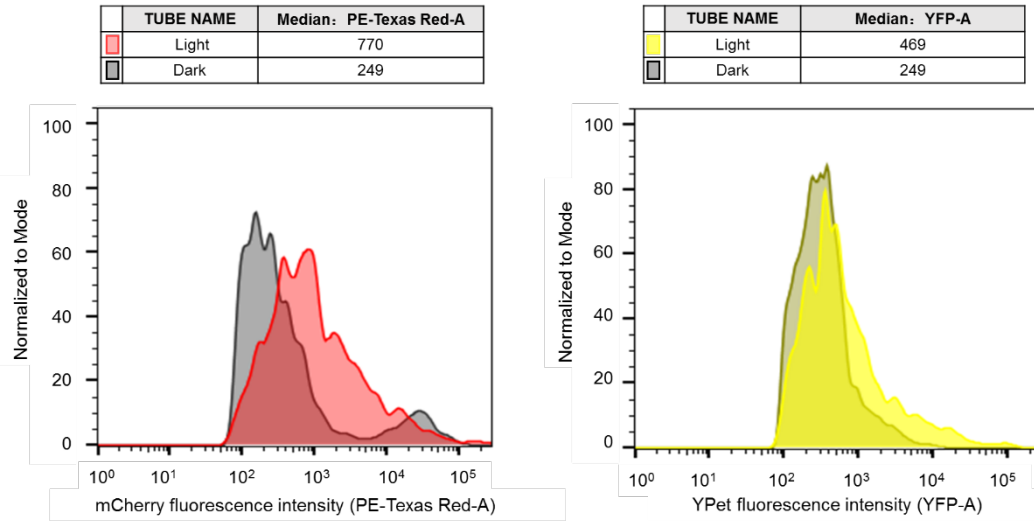 TUBE NAME Median：PE-Texas Red-A
Light 770
Dark 249
TUBE NAME Median：YFP-A
Light 469
Dark 249
100
80
60
40
20
0
Normalized to Mode
10⁰ 10¹ 10² 10³ 10⁴ 10⁵
mCherry fluorescence intensity (PE-Texas Red-A)
100
80
60
40
20
0
Normalized to Mode
10⁰ 10¹ 10² 10³ 10⁴ 10⁵
YPet fluorescence intensity (YFP-A)